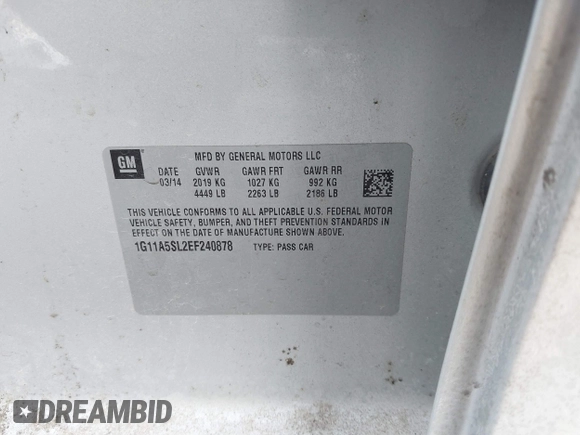 GM
MFD BY GENERAL MOTORS LLC
DATE GVWR GAWR FRT GAWR RR
03/14 2019 KG 1027 KG 992 KG
4449 LB 2263 LB 2186 LB
THIS VEHICLE CONFORMS TO ALL APPLICABLE U.S. FEDERAL MOTOR
VEHICLE SAFETY, BUMPER, AND THEFT PREVENTION STANDARDS
IN EFFECT ON THE DATE OF MANUFACTURE SHOWN ABOVE.
1G11A5SL2EF240878 TYPE: PASS CAR
DREAMBID